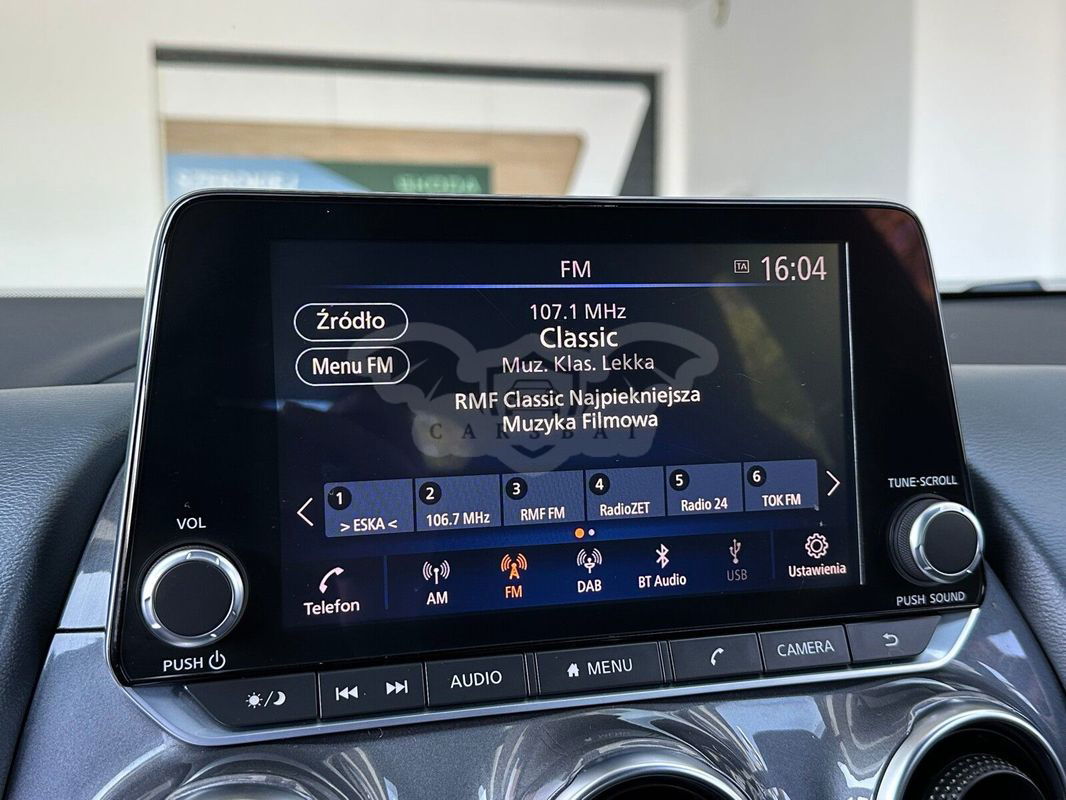 SZEROKIEJ
SKODA
FM
TA
16:04
Źródło
107.1 MHz
Classic
Menu FM
Muz. Klas. Lekka
RMF Classic Najpiekniejsza
Muzyka Filmowa
CARSBAT
1
> ESKA <
2
106.7 MHz
3
RMF FM
4
RadioZET
5
Radio 24
6
TOK FM
Telefon
AM
FM
DAB
BT Audio
USB
Ustawienia
VOL
PUSH
TUNE·SCROLL
PUSH SOUND
AUDIO
MENU
CAMERA